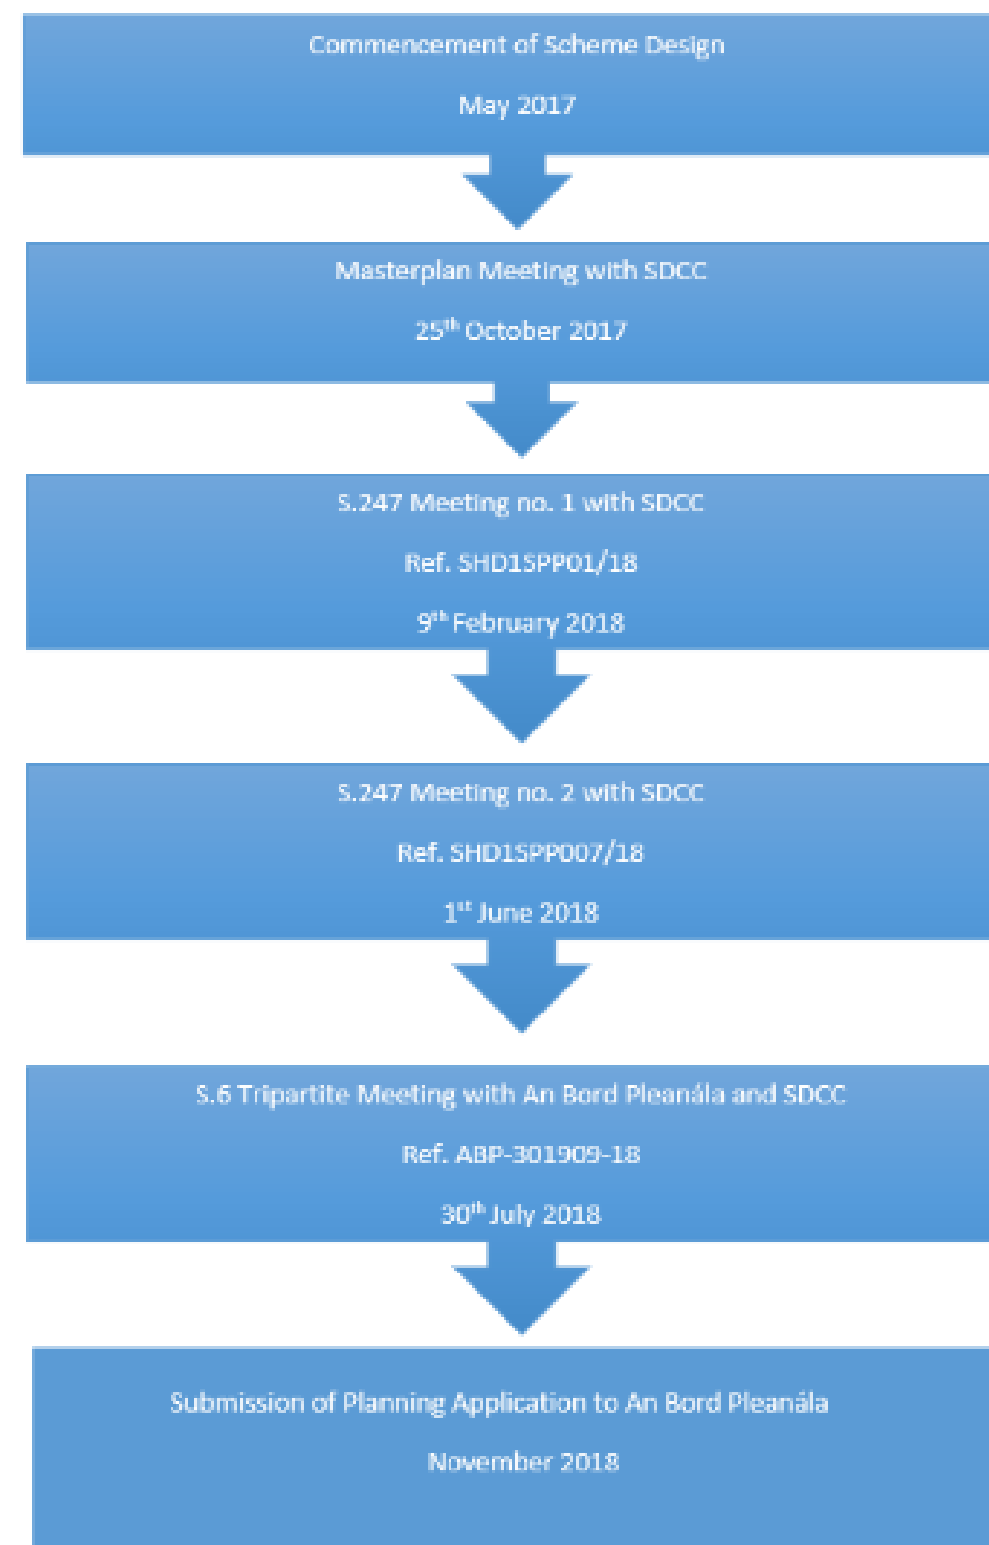 Commencement of Scheme Design
May 2017
Masterplan Meeting with SDCC
25th October 2017
S.247 Meeting no. 1 with SDCC
Ref. SHD1SPP01/18
9th February 2018
S.247 Meeting no. 2 with SDCC
Ref. SHD1SPP007/18
1st June 2018
S.6 Tripartite Meeting with An Bord Pleanála and SDCC
Ref. ABP-301909-18
30th July 2018
Submission of Planning Application to An Bord Pleanála
November 2018